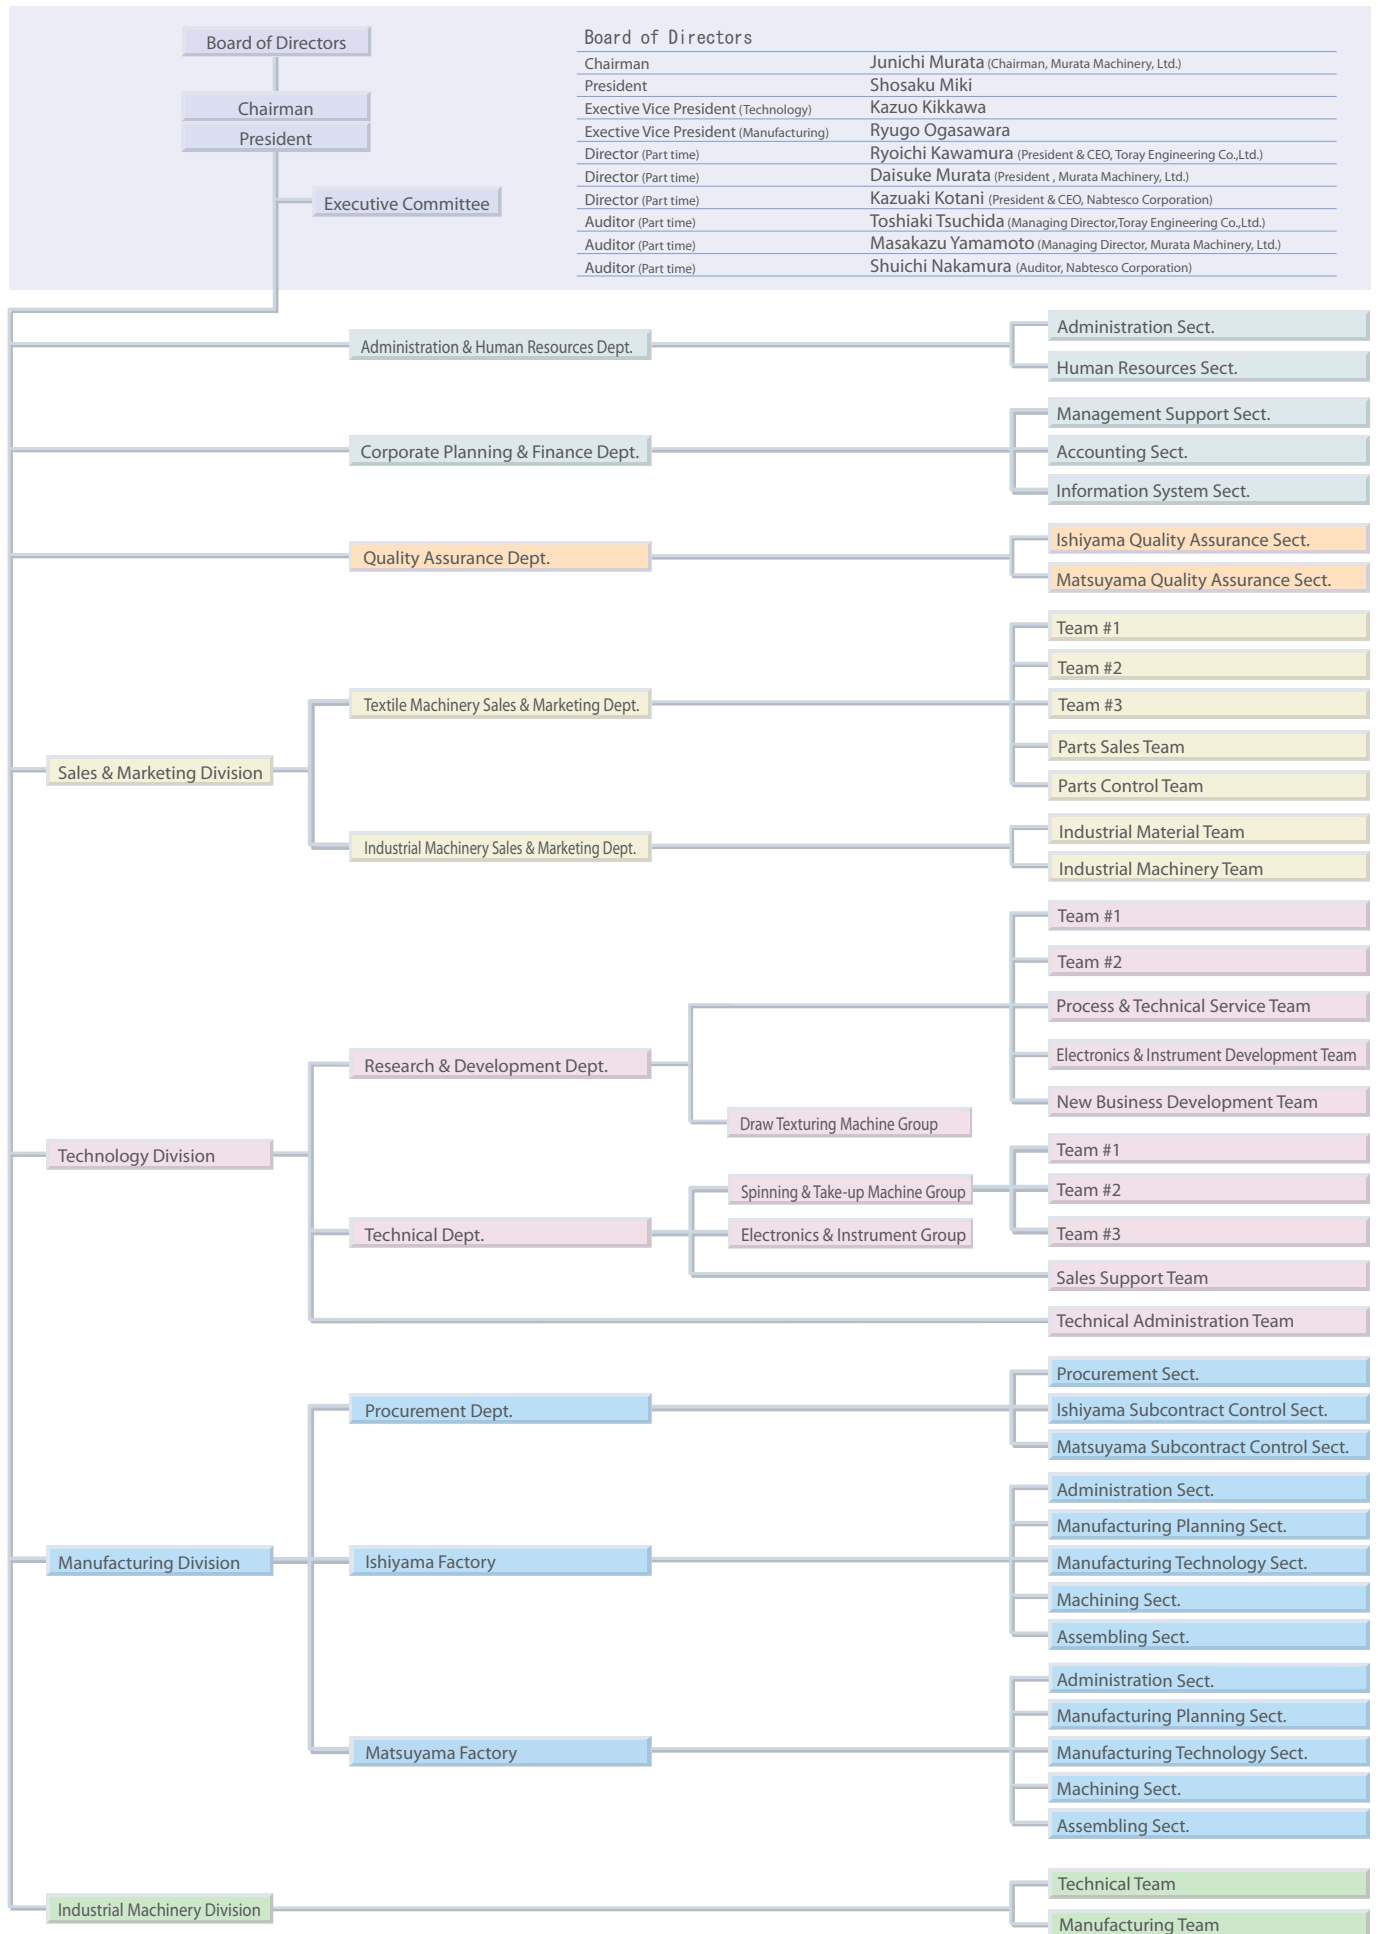 Board of Directors
Chairman
President
Executive Committee
Board of Directors
Chairman Junichi Murata (Chairman, Murata Machinery, Ltd.)
President Shosaku Miki
Exective Vice President (Technology) Kazuo Kikkawa
Exective Vice President (Manufacturing) Ryugo Ogasawara
Director (Part time) Ryoichi Kawamura (President & CEO, Toray Engineering Co.,Ltd.)
Director (Part time) Daisuke Murata (President , Murata Machinery, Ltd.)
Director (Part time) Kazuaki Kotani (President & CEO, Nabtesco Corporation)
Auditor (Part time) Toshiaki Tsuchida (Managing Director,Toray Engineering Co.,Ltd.)
Auditor (Part time) Masakazu Yamamoto (Managing Director, Murata Machinery, Ltd.)
Auditor (Part time) Shuichi Nakamura (Auditor, Nabtesco Corporation)
Administration & Human Resources Dept.
Administration Sect.
Human Resources Sect.
Corporate Planning & Finance Dept.
Management Support Sect.
Accounting Sect.
Information System Sect.
Quality Assurance Dept.
Ishiyama Quality Assurance Sect.
Matsuyama Quality Assurance Sect.
Sales & Marketing Division
Textile Machinery Sales & Marketing Dept.
Team #1
Team #2
Team #3
Parts Sales Team
Parts Control Team
Industrial Machinery Sales & Marketing Dept.
Industrial Material Team
Industrial Machinery Team
Technology Division
Research & Development Dept.
Team #1
Team #2
Process & Technical Service Team
Electronics & Instrument Development Team
New Business Development Team
Draw Texturing Machine Group
Technical Dept.
Spinning & Take-up Machine Group
Team #1
Team #2
Team #3
Electronics & Instrument Group
Sales Support Team
Technical Administration Team
Manufacturing Division
Procurement Dept.
Procurement Sect.
Ishiyama Subcontract Control Sect.
Matsuyama Subcontract Control Sect.
Ishiyama Factory
Administration Sect.
Manufacturing Planning Sect.
Manufacturing Technology Sect.
Machining Sect.
Assembling Sect.
Matsuyama Factory
Administration Sect.
Manufacturing Planning Sect.
Manufacturing Technology Sect.
Machining Sect.
Assembling Sect.
Industrial Machinery Division
Technical Team
Manufacturing Team